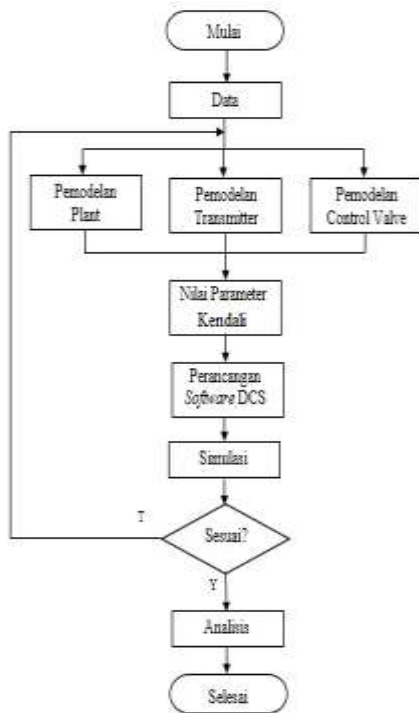 Mulai
Data
Pemodelan
Plant
Pemodelan
Transmitter
Pemodelan
Control Valve
Nilai Parameter
Kendali
Perancangan
Software DCS
Simulasi
T
Sesuai?
Y
Analisis
Selesai